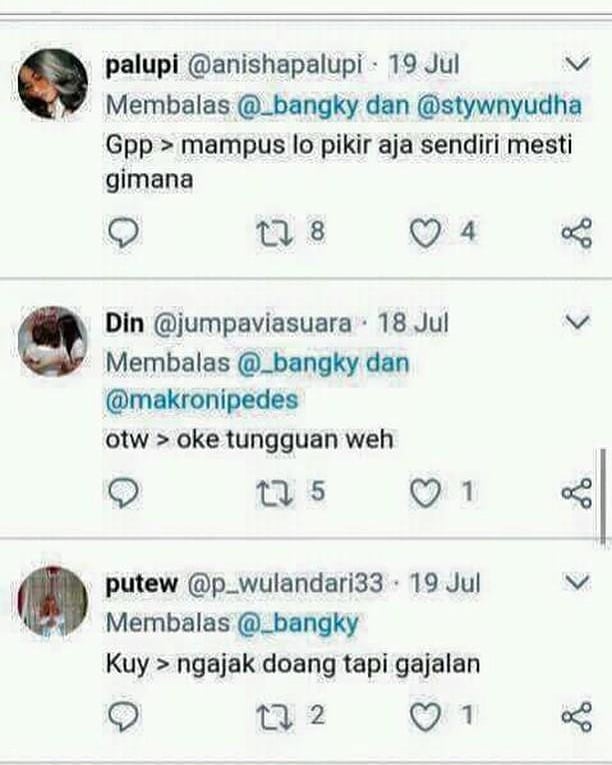 palupi @anishapalupi · 19 Jul
Membalas @_bangky dan @stywnyudha
Gpp > mampus lo pikir aja sendiri mesti
gimana
8 4
Din @jumpaviasuara · 18 Jul
Membalas @_bangky dan
@makronipedes
otw > oke tungguan weh
5 1
putew @p_wulandari33 · 19 Jul
Membalas @_bangky
Kuy > ngajak doang tapi gajalan
2 1